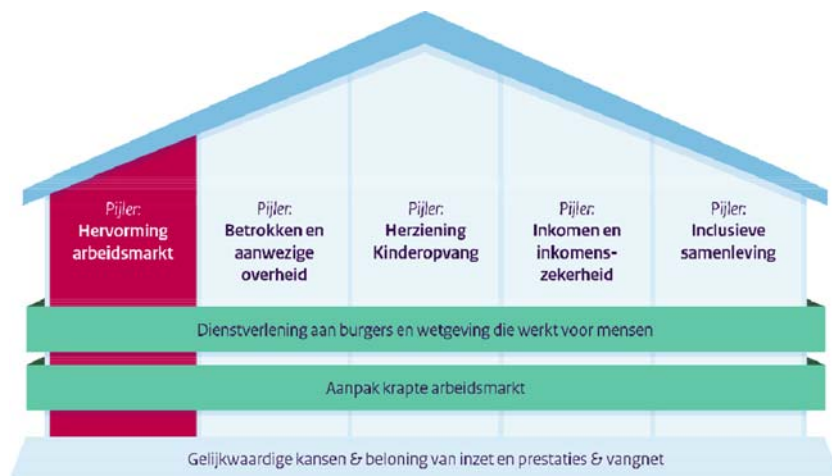 Pijler:
Hervorming
arbeidsmarkt
Pijler:
Betrokken en
aanwezige
overheid
Pijler:
Herziening
Kinderopvang
Pijler:
Inkomen en
inkomens-
zekerheid
Pijler:
Inclusieve
samenleving
Dienstverlening aan burgers en wetgeving die werkt voor mensen
Aanpak krapte arbeidsmarkt
Gelijkwaardige kansen & beloning van inzet en prestaties & vangnet